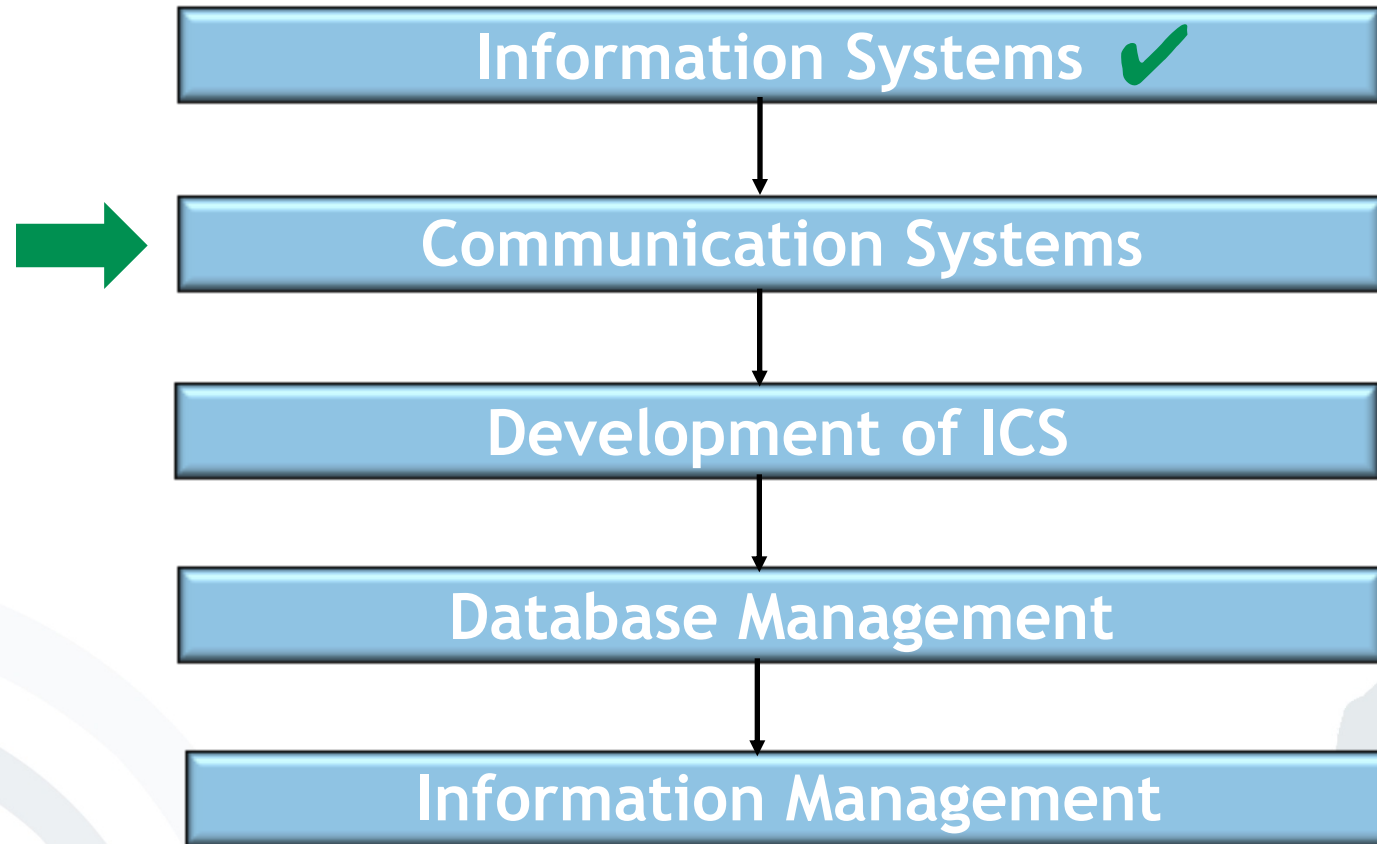 Information Systems ✔
Communication Systems
Development of ICS
Database Management
Information Management